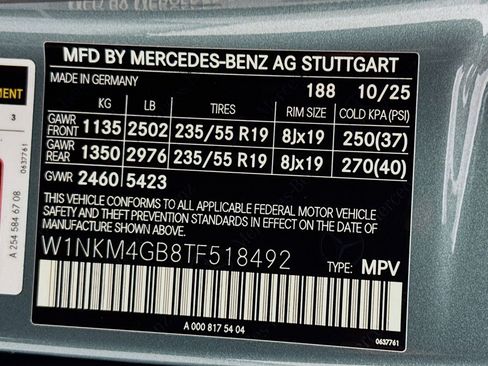 MFD BY MERCEDES-BENZ AG STUTTGART
MADE IN GERMANY 188 10/25
KG LB TIRES RIM SIZE COLD KPA (PSI)
GAWR FRONT 1135 2502 235/55 R19 8Jx19 250(37)
GAWR REAR 1350 2976 235/55 R19 8Jx19 270(40)
GVWR 2460 5423
THIS VEHICLE CONFORMS TO ALL APPLICABLE FEDERAL MOTOR VEHICLE
SAFETY AND THEFT STANDARDS IN EFFECT ON THE DATE
OF MANUFACTURE SHOWN ABOVE.
W1NKM4GB8TF518492 TYPE: MPV
A 000 817 54 04
0637761
MENT
3
0637761
A 254 584 67 08